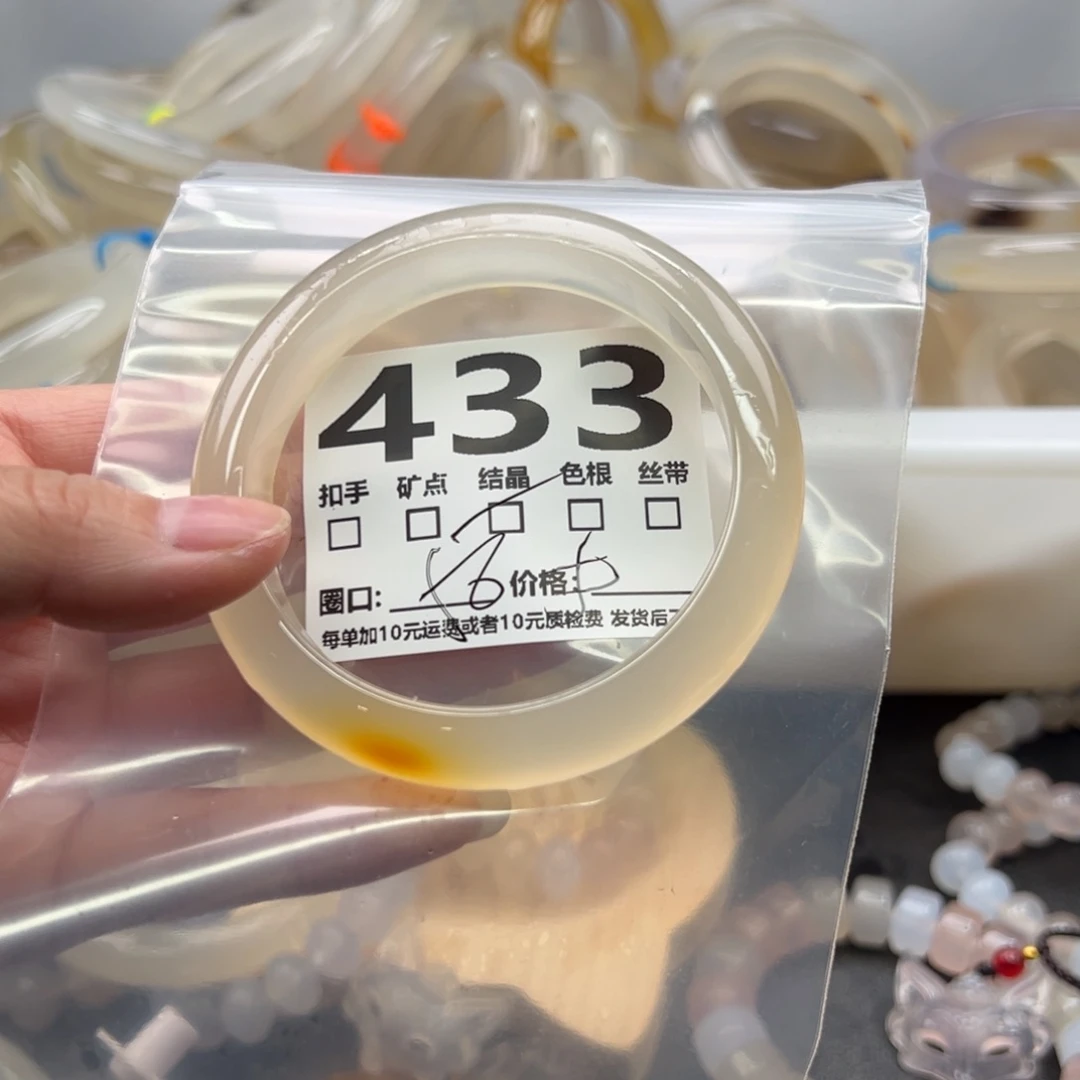 433
扣手 矿点 结晶 色根 丝带
圈口: 价格:
每单加10元运费或者10元质检费 发货后